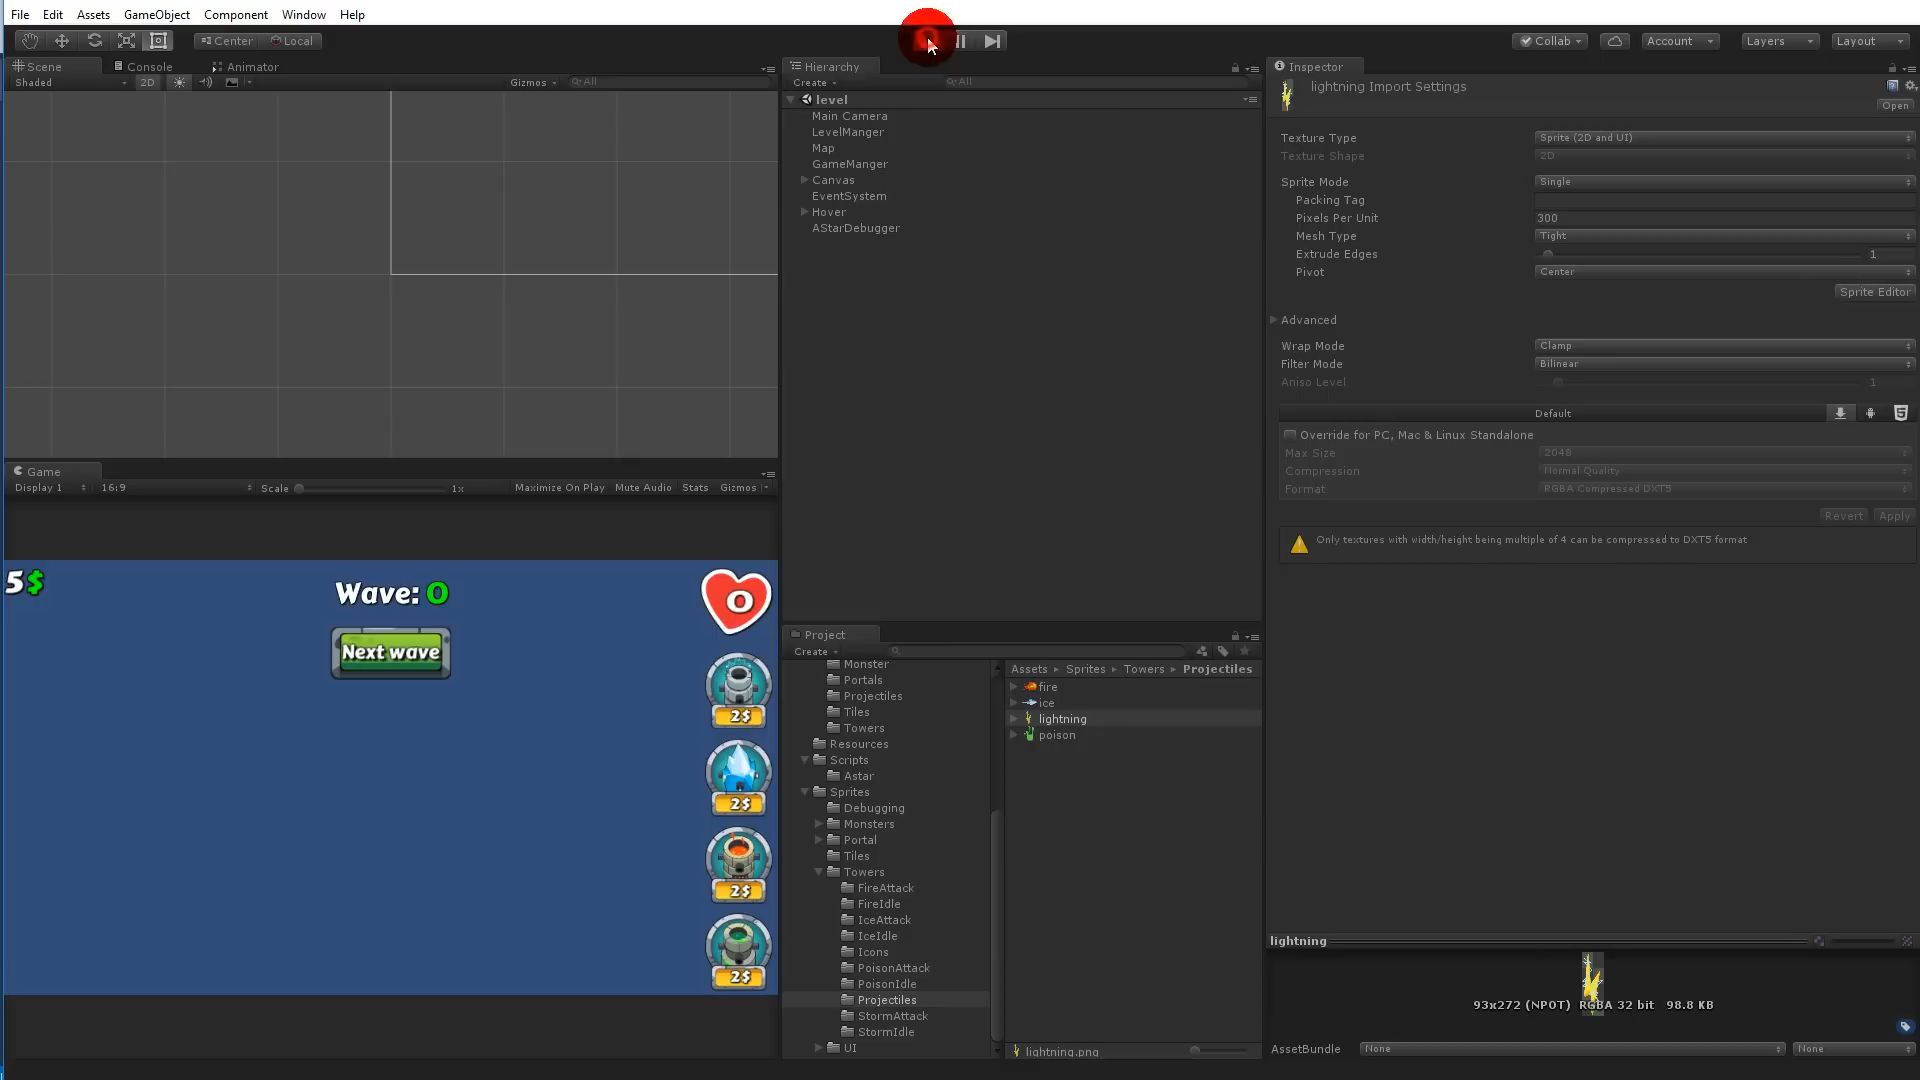 File Edit Assets GameObject Component Window Help
Center Local
Collab Account Layers Layout
Scene Console Animator
Shaded 2D Gizmos All
Hierarchy
Create All
level
Main Camera
LevelManger
Map
GameManger
Canvas
EventSystem
Hover
AStarDebugger
Game
Display 1 16:9 Scale 1x Maximize On Play Mute Audio Stats Gizmos
5$
Wave: 0
0
Next wave
2$
2$
2$
2$
Project
Create
Monster
Portals
Projectiles
Tiles
Towers
Resources
Scripts
Astar
Sprites
Debugging
Monsters
Portal
Tiles
Towers
FireAttack
FireIdle
IceAttack
IceIdle
Icons
PoisonAttack
PoisonIdle
Projectiles
StormAttack
StormIdle
UI
Assets Sprites Towers Projectiles
fire
ice
lightning
poison
lightning.png
Inspector
lightning Import Settings
Open
Texture Type Sprite (2D and UI)
Texture Shape 2D
Sprite Mode Single
Packing Tag
Pixels Per Unit 300
Mesh Type Tight
Extrude Edges 1
Pivot Center
Sprite Editor
Advanced
Wrap Mode Clamp
Filter Mode Bilinear
Aniso Level 1
Default
Override for PC, Mac & Linux Standalone
Max Size 2048
Compression Normal Quality
Format RGBA Compressed DXT5
Revert Apply
Only textures with width/height being multiple of 4 can be compressed to DXT5 format
lightning
93x272 (NPOT) RGBA 32 bit 98.8 KB
AssetBundle None None